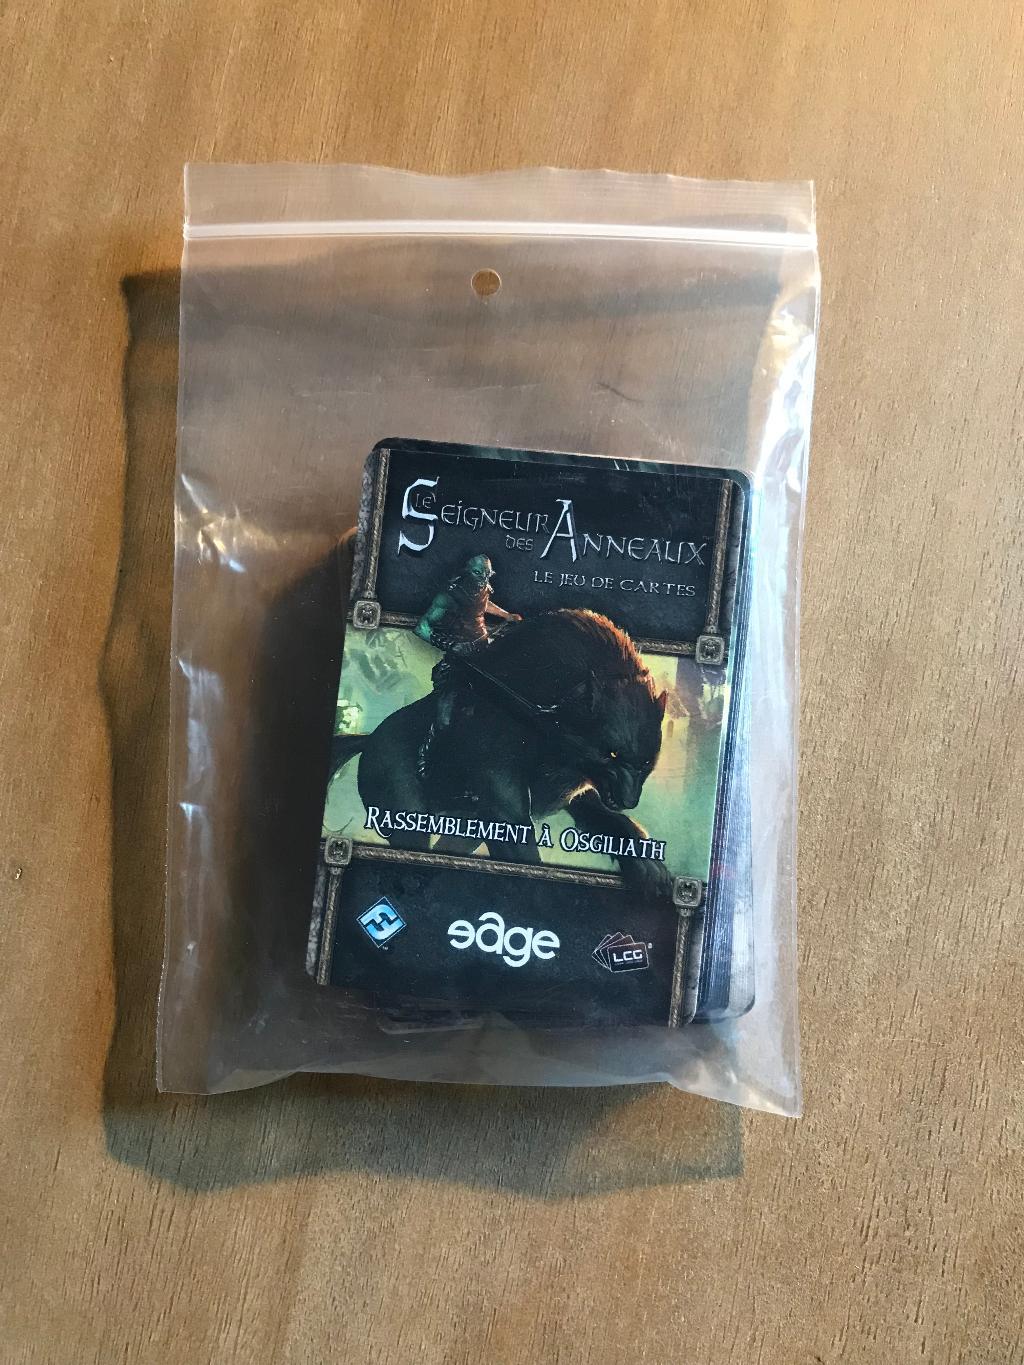 Le Seigneur
des Anneaux
LE JEU DE CARTES
Rassemblement à Osgiliath
edge
LCG